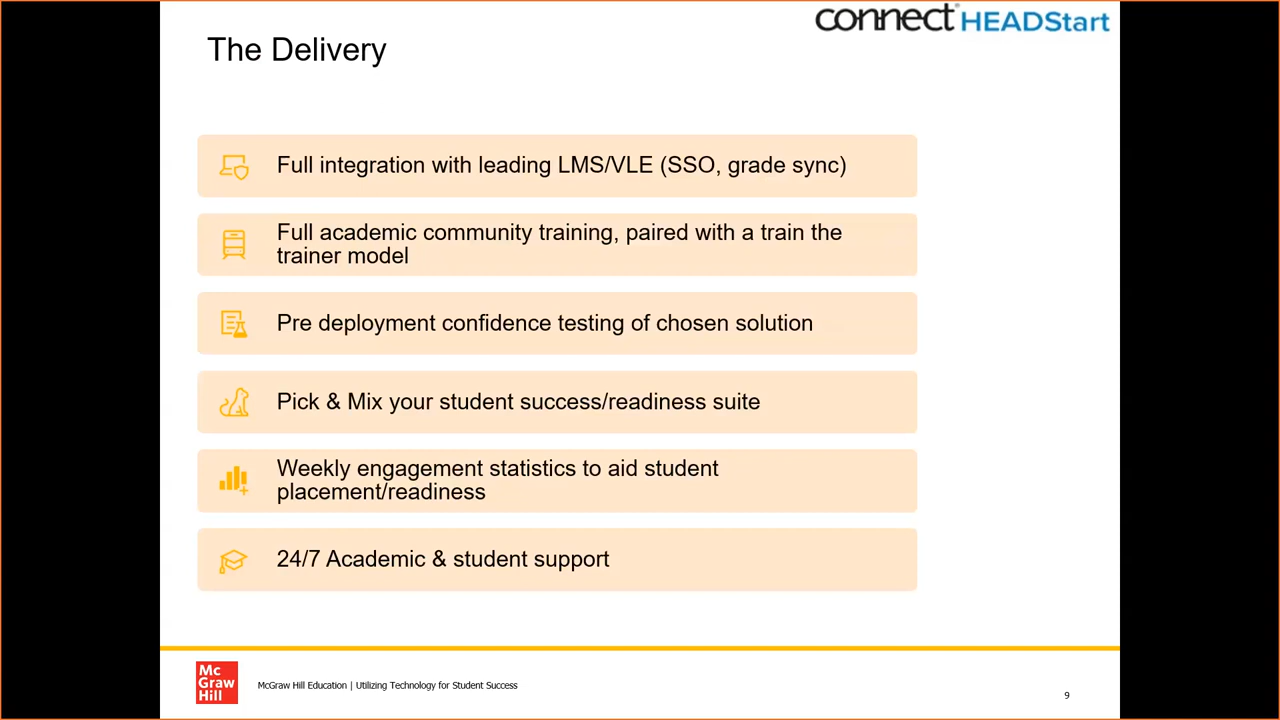 connect® HEADStart
The Delivery
Full integration with leading LMS/VLE (SSO, grade sync)
Full academic community training, paired with a train the
trainer model
Pre deployment confidence testing of chosen solution
Pick & Mix your student success/readiness suite
Weekly engagement statistics to aid student
placement/readiness
24/7 Academic & student support
Mc
Graw
Hill
McGraw Hill Education | Utilizing Technology for Student Success
9